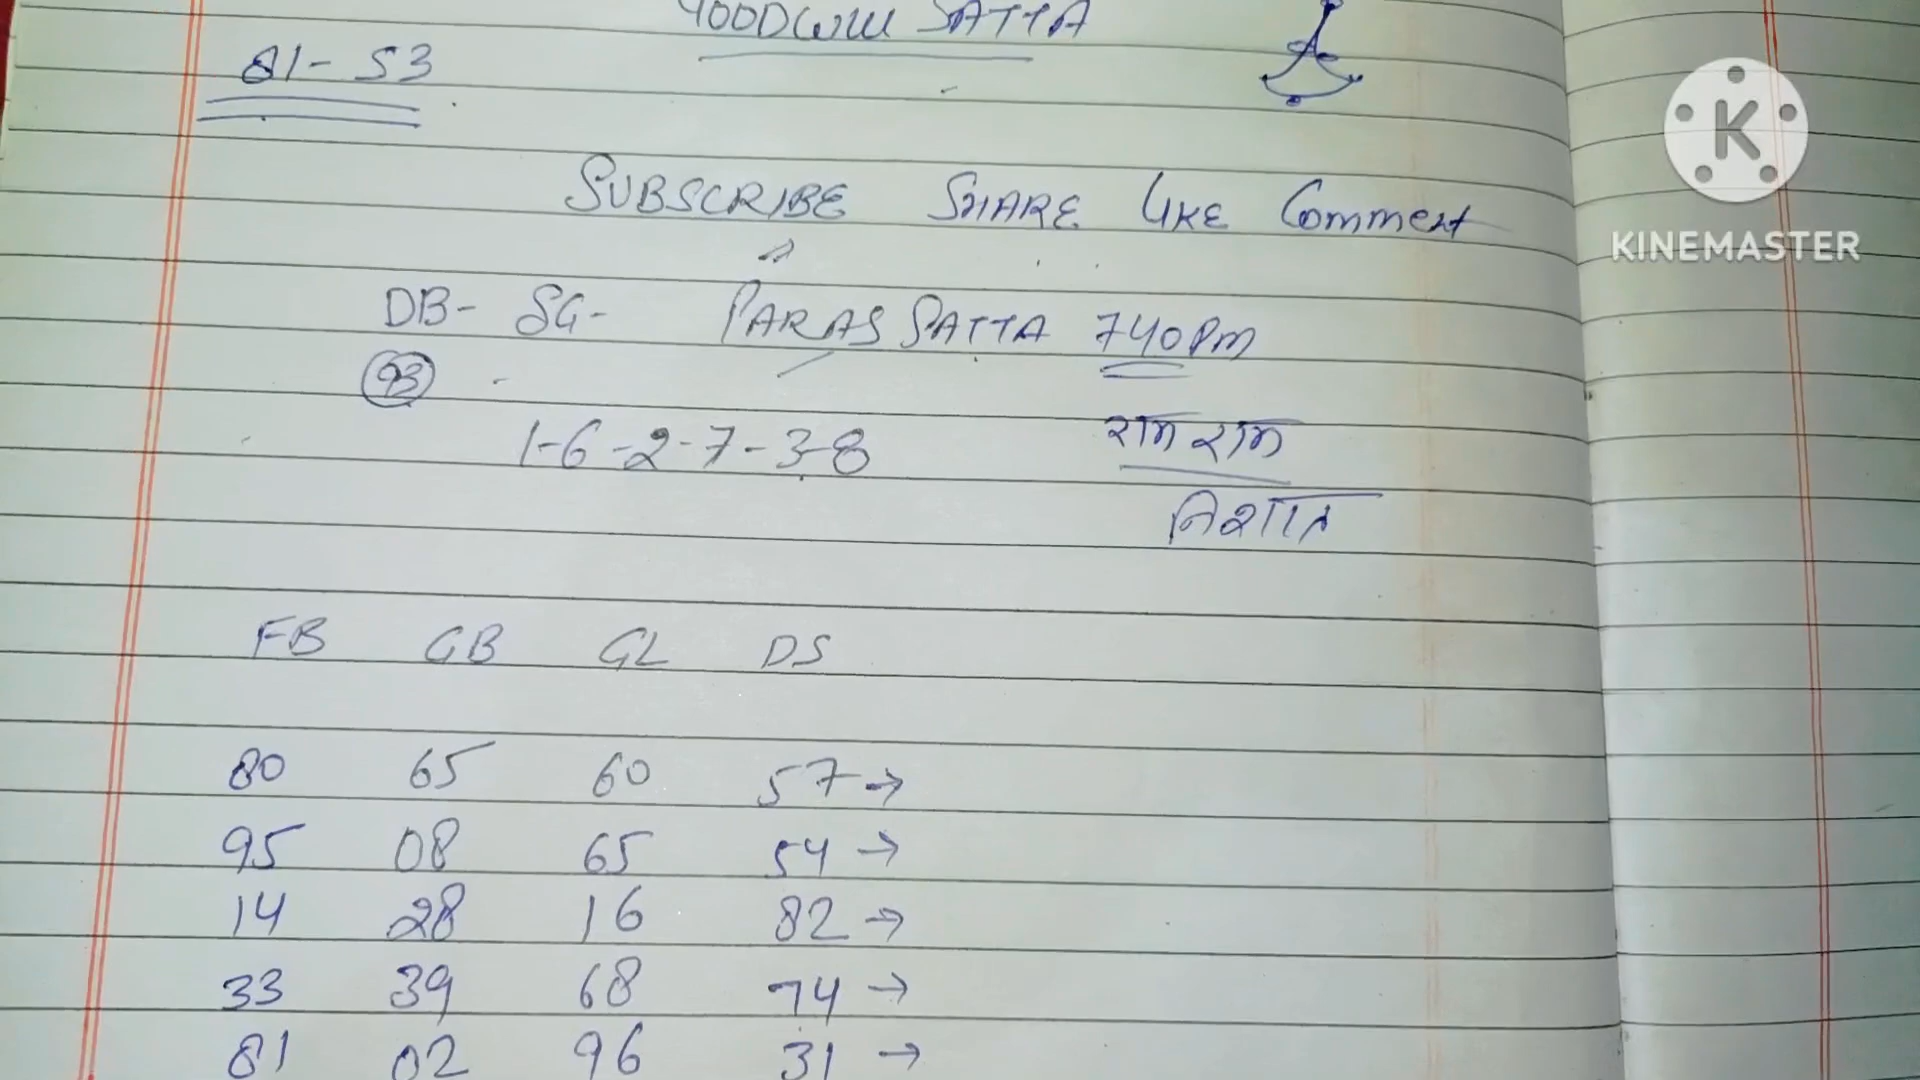 SATTA
81-53
SUBSCRIBE SHARE LIKE Comment
K
KINEMASTER
DB- SG- PARAS SATTA 740Pm
93
1-6-2-7-3-8 राम राम
FB GB GL DS
80 65 60 57→
95 08 65 54→
14 28 16 82→
33 39 68 74→
81 02 96 31→